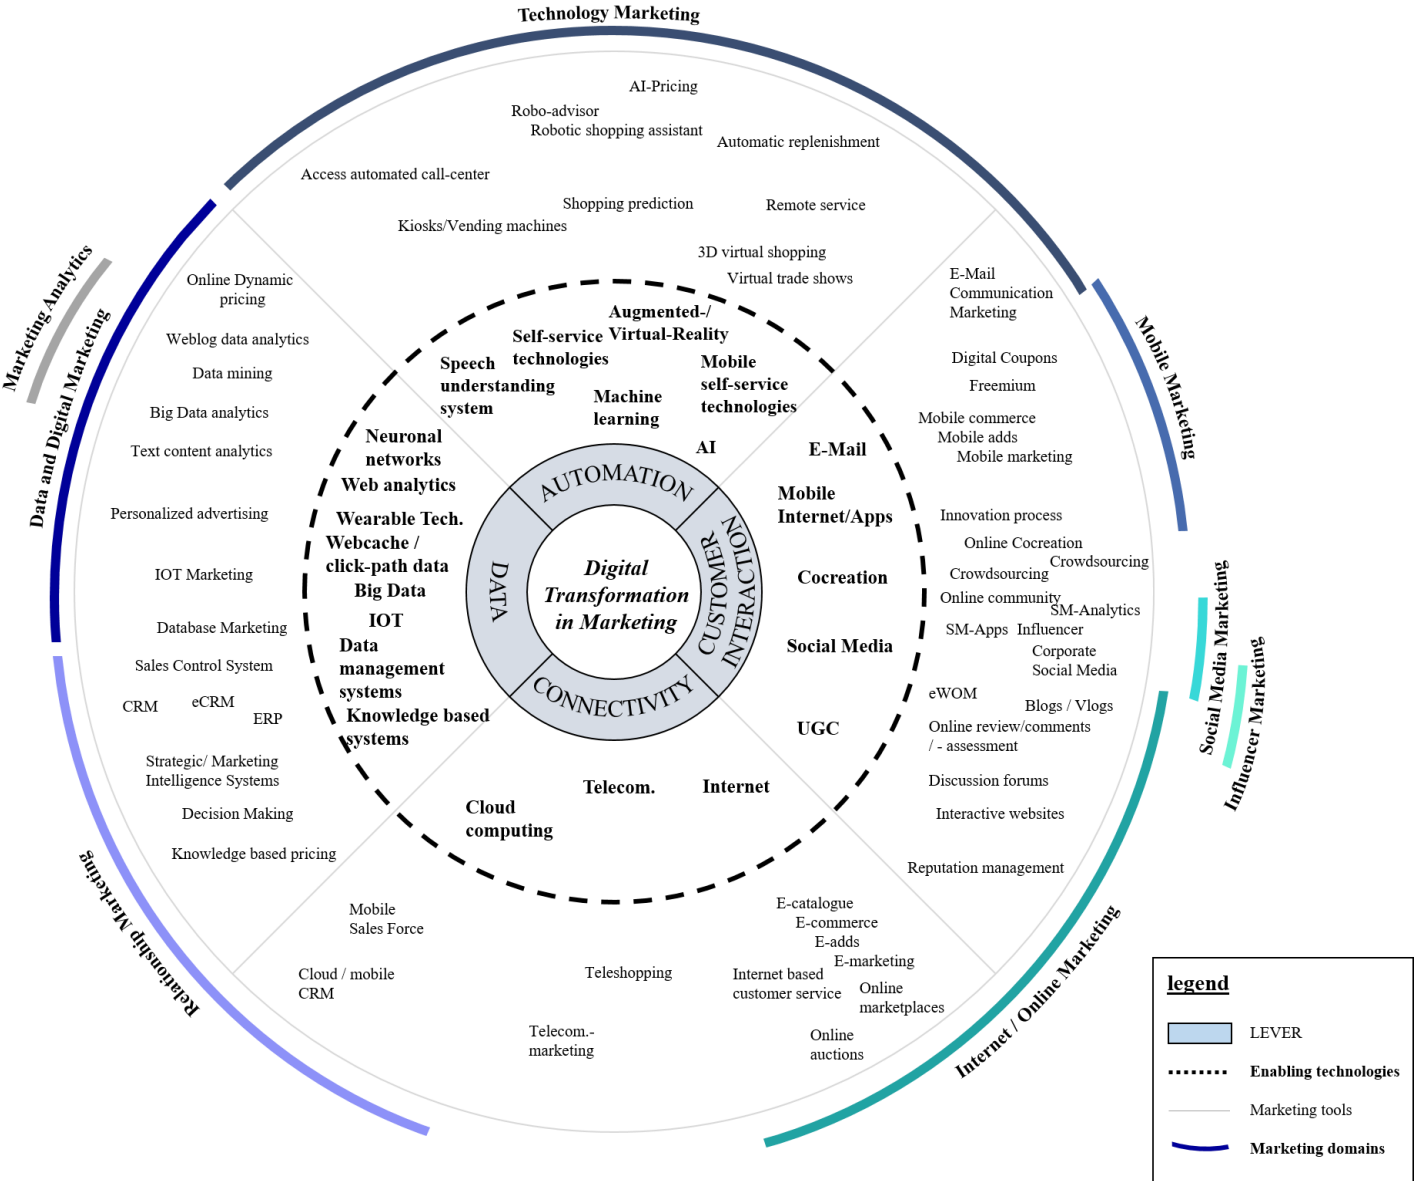 Technology Marketing
AI-Pricing
Robo-advisor
Robotic shopping assistant
Automatic replenishment
Access automated call-center
Shopping prediction
Remote service
Kiosks/Vending machines
3D virtual shopping
Virtual trade shows
Marketing Analytics
Data and Digital Marketing
Online Dynamic
pricing
Weblog data analytics
Data mining
Big Data analytics
Text content analytics
Personalized advertising
IOT Marketing
Database Marketing
Sales Control System
CRM
eCRM
ERP
Strategic/ Marketing
Intelligence Systems
Decision Making
Knowledge based pricing
Relationship Marketing
Augmented-/
Virtual-Reality
Self-service
technologies
Speech
understanding
system
Mobile
self-service
technologies
Machine
learning
AI
Neuronal
networks
Web analytics
Wearable Tech.
Webcache /
click-path data
Big Data
IOT
Data
management
systems
Knowledge based
systems
AUTOMATION
DATA
CUSTOMER
INTERACTION
CONNECTIVITY
Digital
Transformation
in Marketing
E-Mail
Mobile
Internet/Apps
Cocreation
Social Media
UGC
Telecom.
Internet
Cloud
computing
E-Mail
Communication
Marketing
Digital Coupons
Freemium
Mobile commerce
Mobile adds
Mobile marketing
Mobile Marketing
Innovation process
Online Cocreation
Crowdsourcing
Crowdsourcing
Online community
SM-Analytics
SM-Apps
Influencer
Corporate
Social Media
eWOM
Blogs / Vlogs
Online review/comments
/ - assessment
Discussion forums
Interactive websites
Reputation management
Social Media Marketing
Influencer Marketing
Internet / Online Marketing
Mobile
Sales Force
Cloud / mobile
CRM
Teleshopping
Telecom.-
marketing
E-catalogue
E-commerce
E-adds
E-marketing
Internet based
customer service
Online
marketplaces
Online
auctions
legend
LEVER
Enabling technologies
Marketing tools
Marketing domains